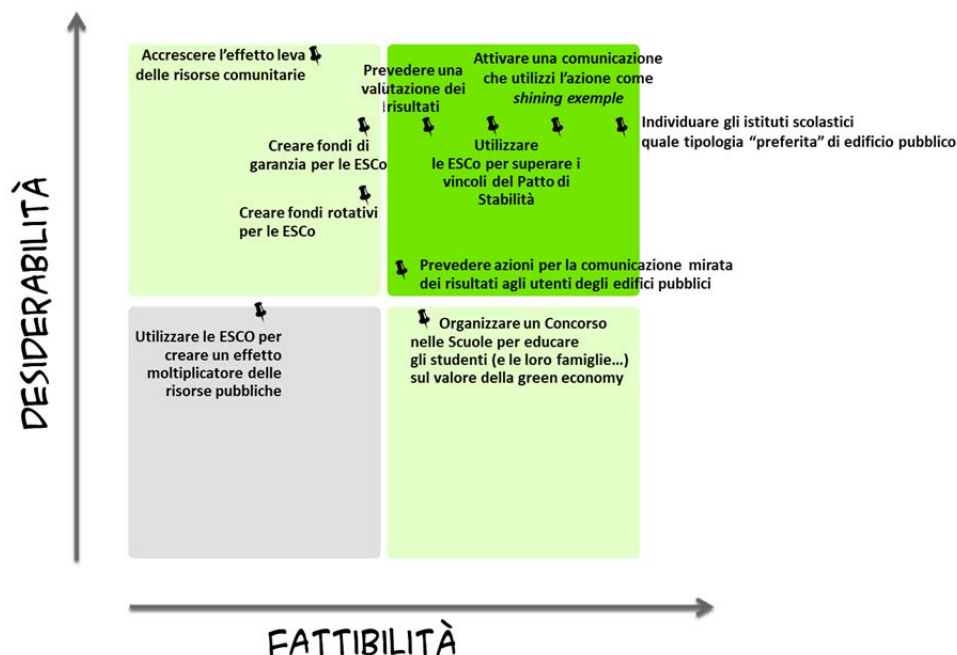 DESIDERABILITÀ
Accrescere l'effetto leva
delle risorse comunitarie
Prevedere una
valutazione dei
risultati
Attivare una comunicazione
che utilizzi l'azione come
shining exemple
Individuare gli istituti scolastici
quale tipologia "preferita" di edificio pubblico
Creare fondi di
garanzia per le ESCo
Utilizzare
le ESCo per superare i
vincoli del Patto di
Stabilità
Creare fondi rotativi
per le ESCo
Prevedere azioni per la comunicazione mirata
dei risultati agli utenti degli edifici pubblici
Utilizzare le ESCO per
creare un effetto
moltiplicatore delle
risorse pubbliche
Organizzare un Concorso
nelle Scuole per educare
gli studenti (e le loro famiglie...)
sul valore della green economy
FATTIBILITÀ